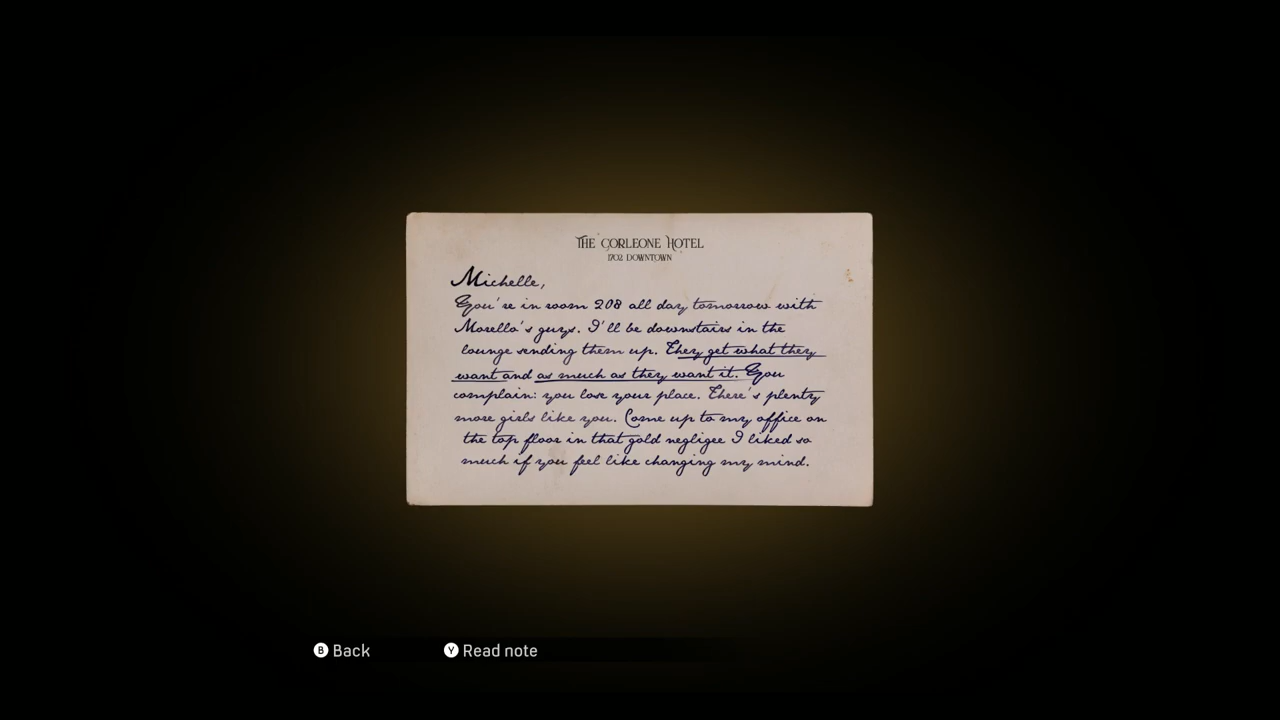 THE CORLEONE HOTEL
1702 DOWNTOWN
Michelle,
You're in room 208 all day tomorrow with
Morello's guys. I'll be downstairs in the
lounge sending them up. They get what they
want and as much as they want it. You
complain: you lose your place. There's plenty
more girls like you. Come up to my office on
the top floor in that gold negligee I liked so
much if you feel like changing my mind.
B Back
Y Read note